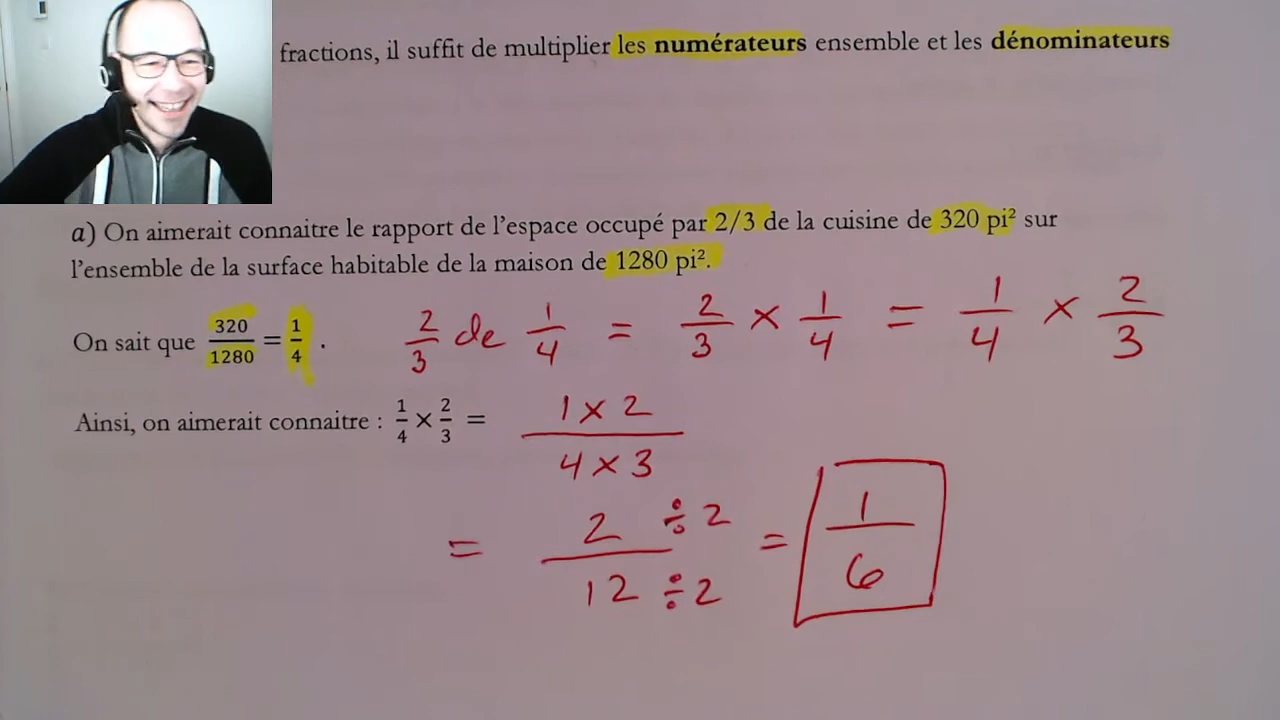 fractions, il suffit de multiplier les numérateurs ensemble et les dénominateurs
a) On aimerait connaitre le rapport de l'espace occupé par 2/3 de la cuisine de 320 pi² sur
l'ensemble de la surface habitable de la maison de 1280 pi².
On sait que 320/1280 = 1/4 . 2/3 de 1/4 = 2/3 × 1/4 = 1/4 × 2/3
Ainsi, on aimerait connaitre : 1/4 × 2/3 = 1 × 2 / 4 × 3
= 2 ÷ 2 / 12 ÷ 2 = 1/6